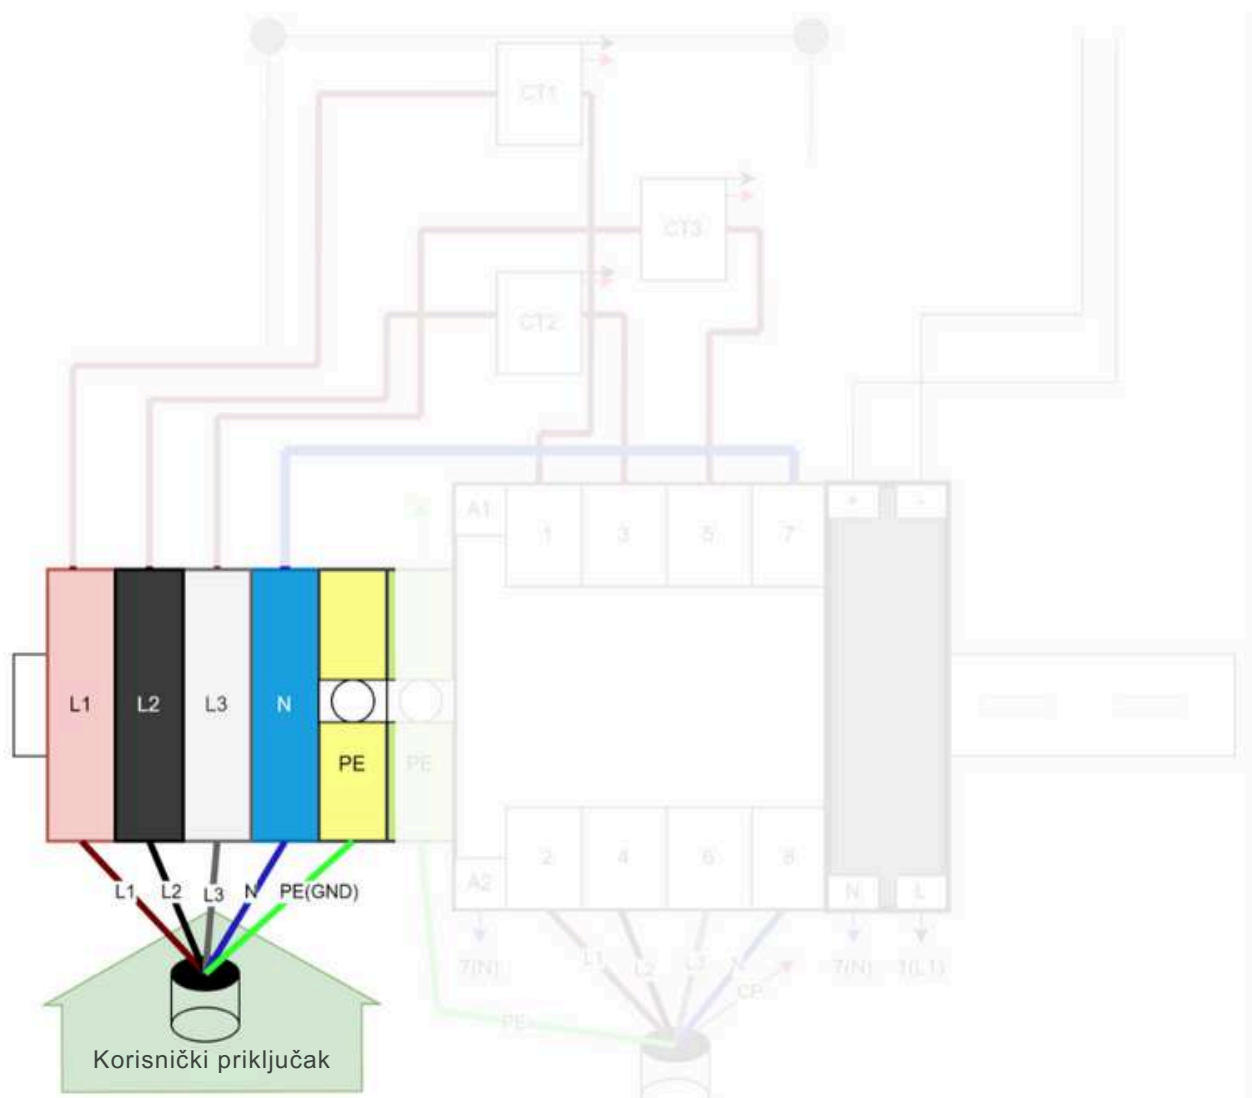 CT1
CT3
CT2
A1
1
3
5
7
+
-
L1
L2
L3
N
PE
PE
2
4
6
8
A2
N
L
L1
L2
L3
N
PE(GND)
7(N)
L1
L2
L3
N
7(N)
1(L1)
CP
PE
Korisnički priključak